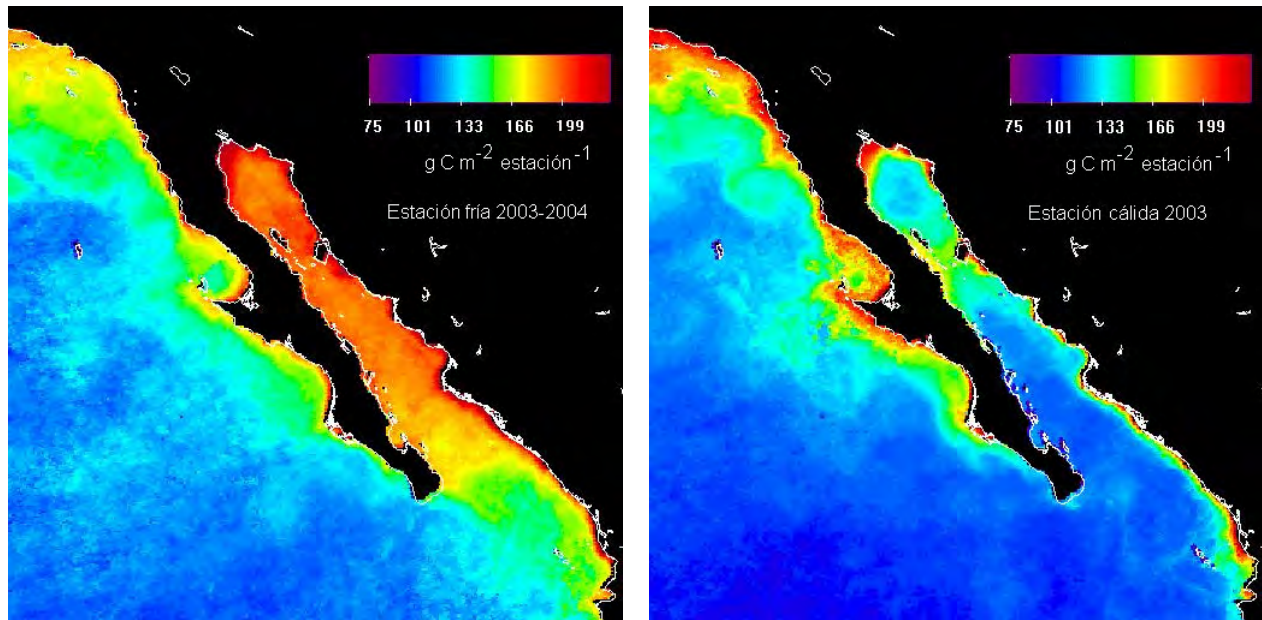 75 101 133 166 199
g C m⁻² estación⁻¹
Estación fría 2003-2004
75 101 133 166 199
g C m⁻² estación⁻¹
Estación cálida 2003